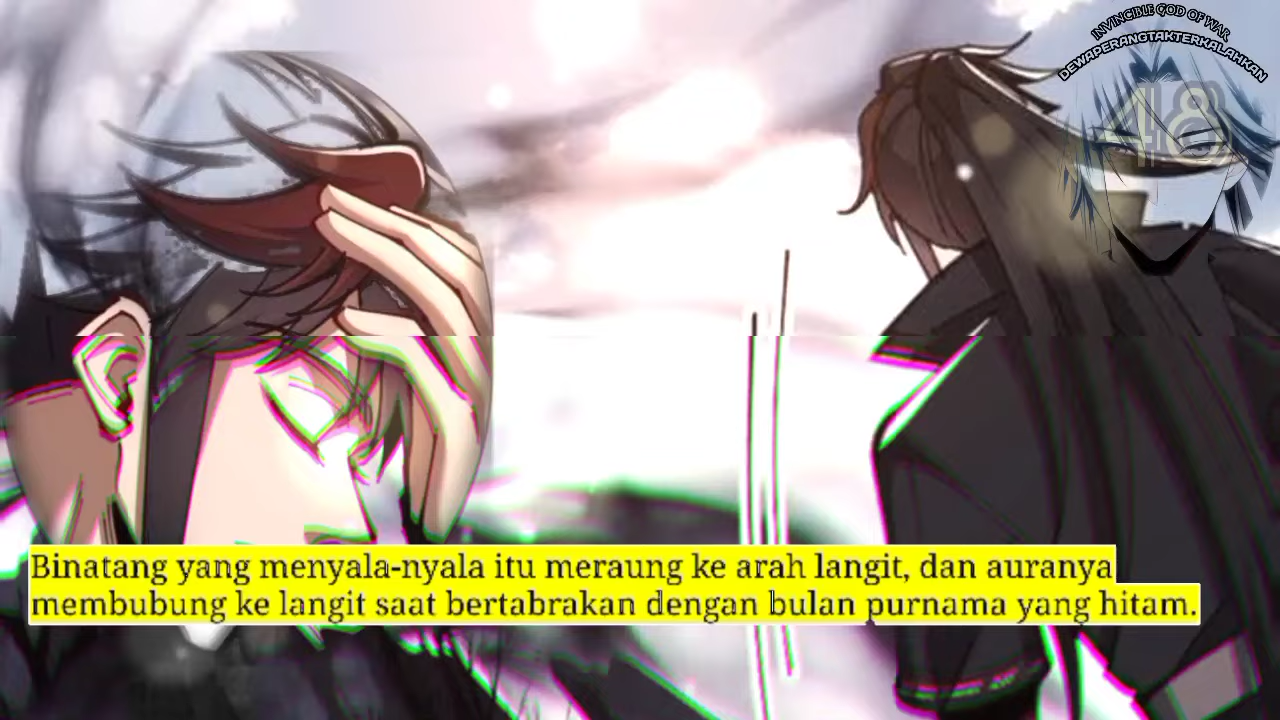 INVINCIBLE GOD OF WAR
DEWAPERANGTAKTERKALAHKAN
48
Binatang yang menyala-nyala itu meraung ke arah langit, dan auranya
membubung ke langit saat bertabrakan dengan bulan purnama yang hitam.